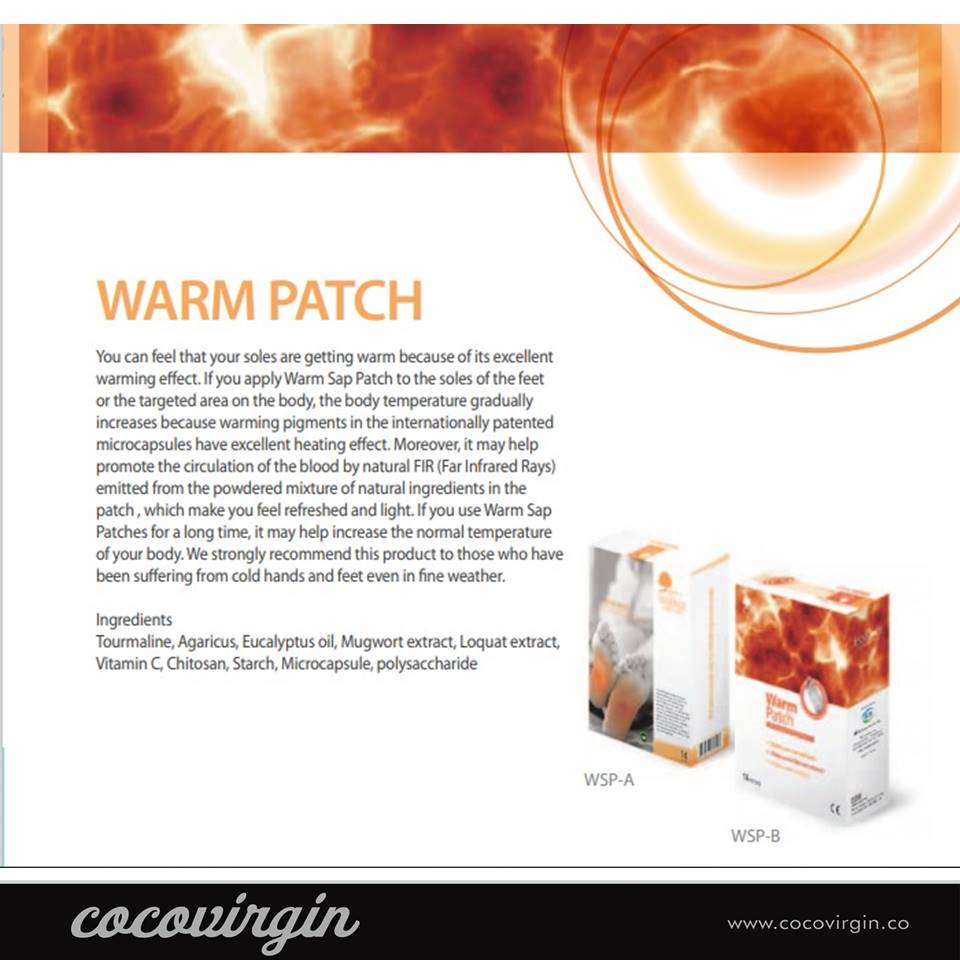 WARM PATCH
You can feel that your soles are getting warm because of its excellent
warming effect. If you apply Warm Sap Patch to the soles of the feet
or the targeted area on the body, the body temperature gradually
increases because warming pigments in the internationally patented
microcapsules have excellent heating effect. Moreover, it may help
promote the circulation of the blood by natural FIR (Far Infrared Rays)
emitted from the powdered mixture of natural ingredients in the
patch , which make you feel refreshed and light. If you use Warm Sap
Patches for a long time, it may help increase the normal temperature
of your body. We strongly recommend this product to those who have
been suffering from cold hands and feet even in fine weather.
Ingredients
Tourmaline, Agaricus, Eucalyptus oil, Mugwort extract, Loquat extract,
Vitamin C, Chitosan, Starch, Microcapsule, polysaccharide
Warm
Patch
CE
WSP-A
WSP-B
cocovirgin
www.cocovirgin.co